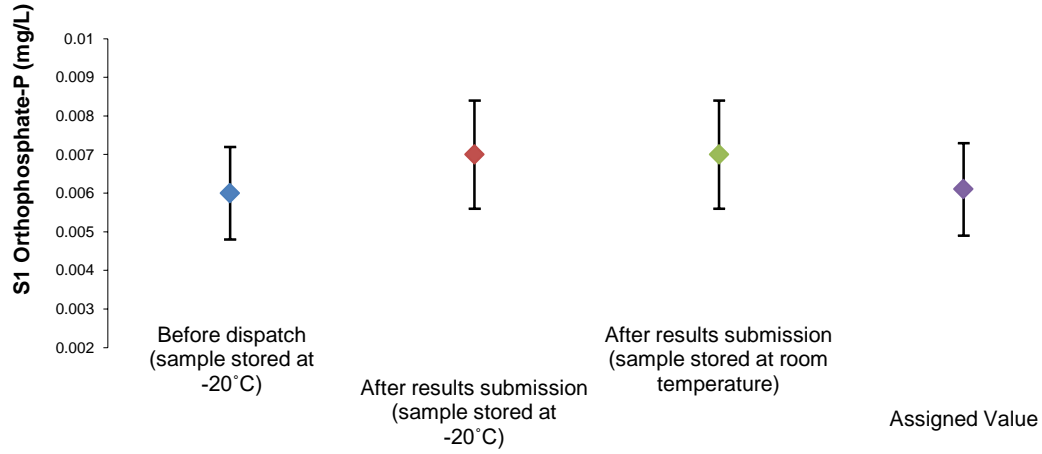 S1 Orthophosphate-P (mg/L)
0.01
0.009
0.008
0.007
0.006
0.005
0.004
0.003
0.002
Before dispatch
(sample stored at
-20˚C)
After results submission
(sample stored at
-20˚C)
After results submission
(sample stored at room
temperature)
Assigned Value